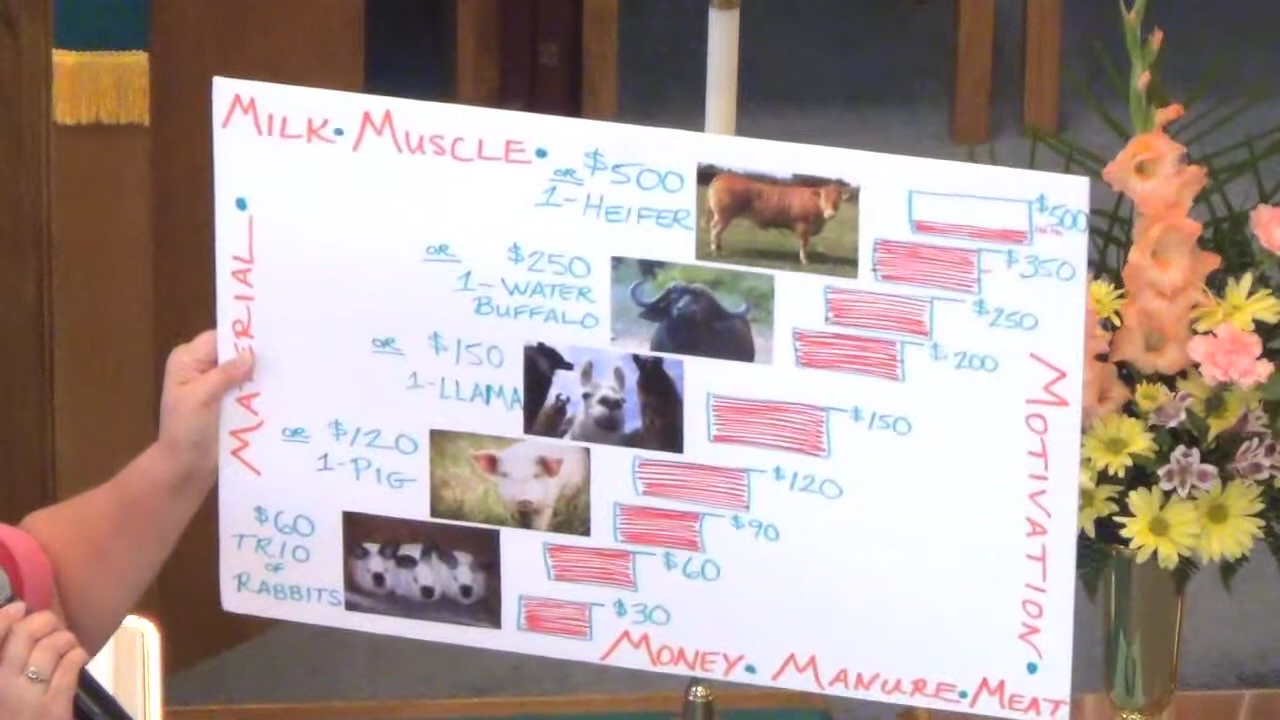 MILK • MUSCLE •
OR $500
1-HEIFER
OR $250
1-WATER
BUFFALO
OR $150
1-LLAMA
OR $120
1-PIG
$60
TRIO
OF
RABBITS
$500
$350
$250
$200
$150
$120
$90
$60
$30
MOTIVATION •
MONEY • MANURE • MEAT
MATERIAL •